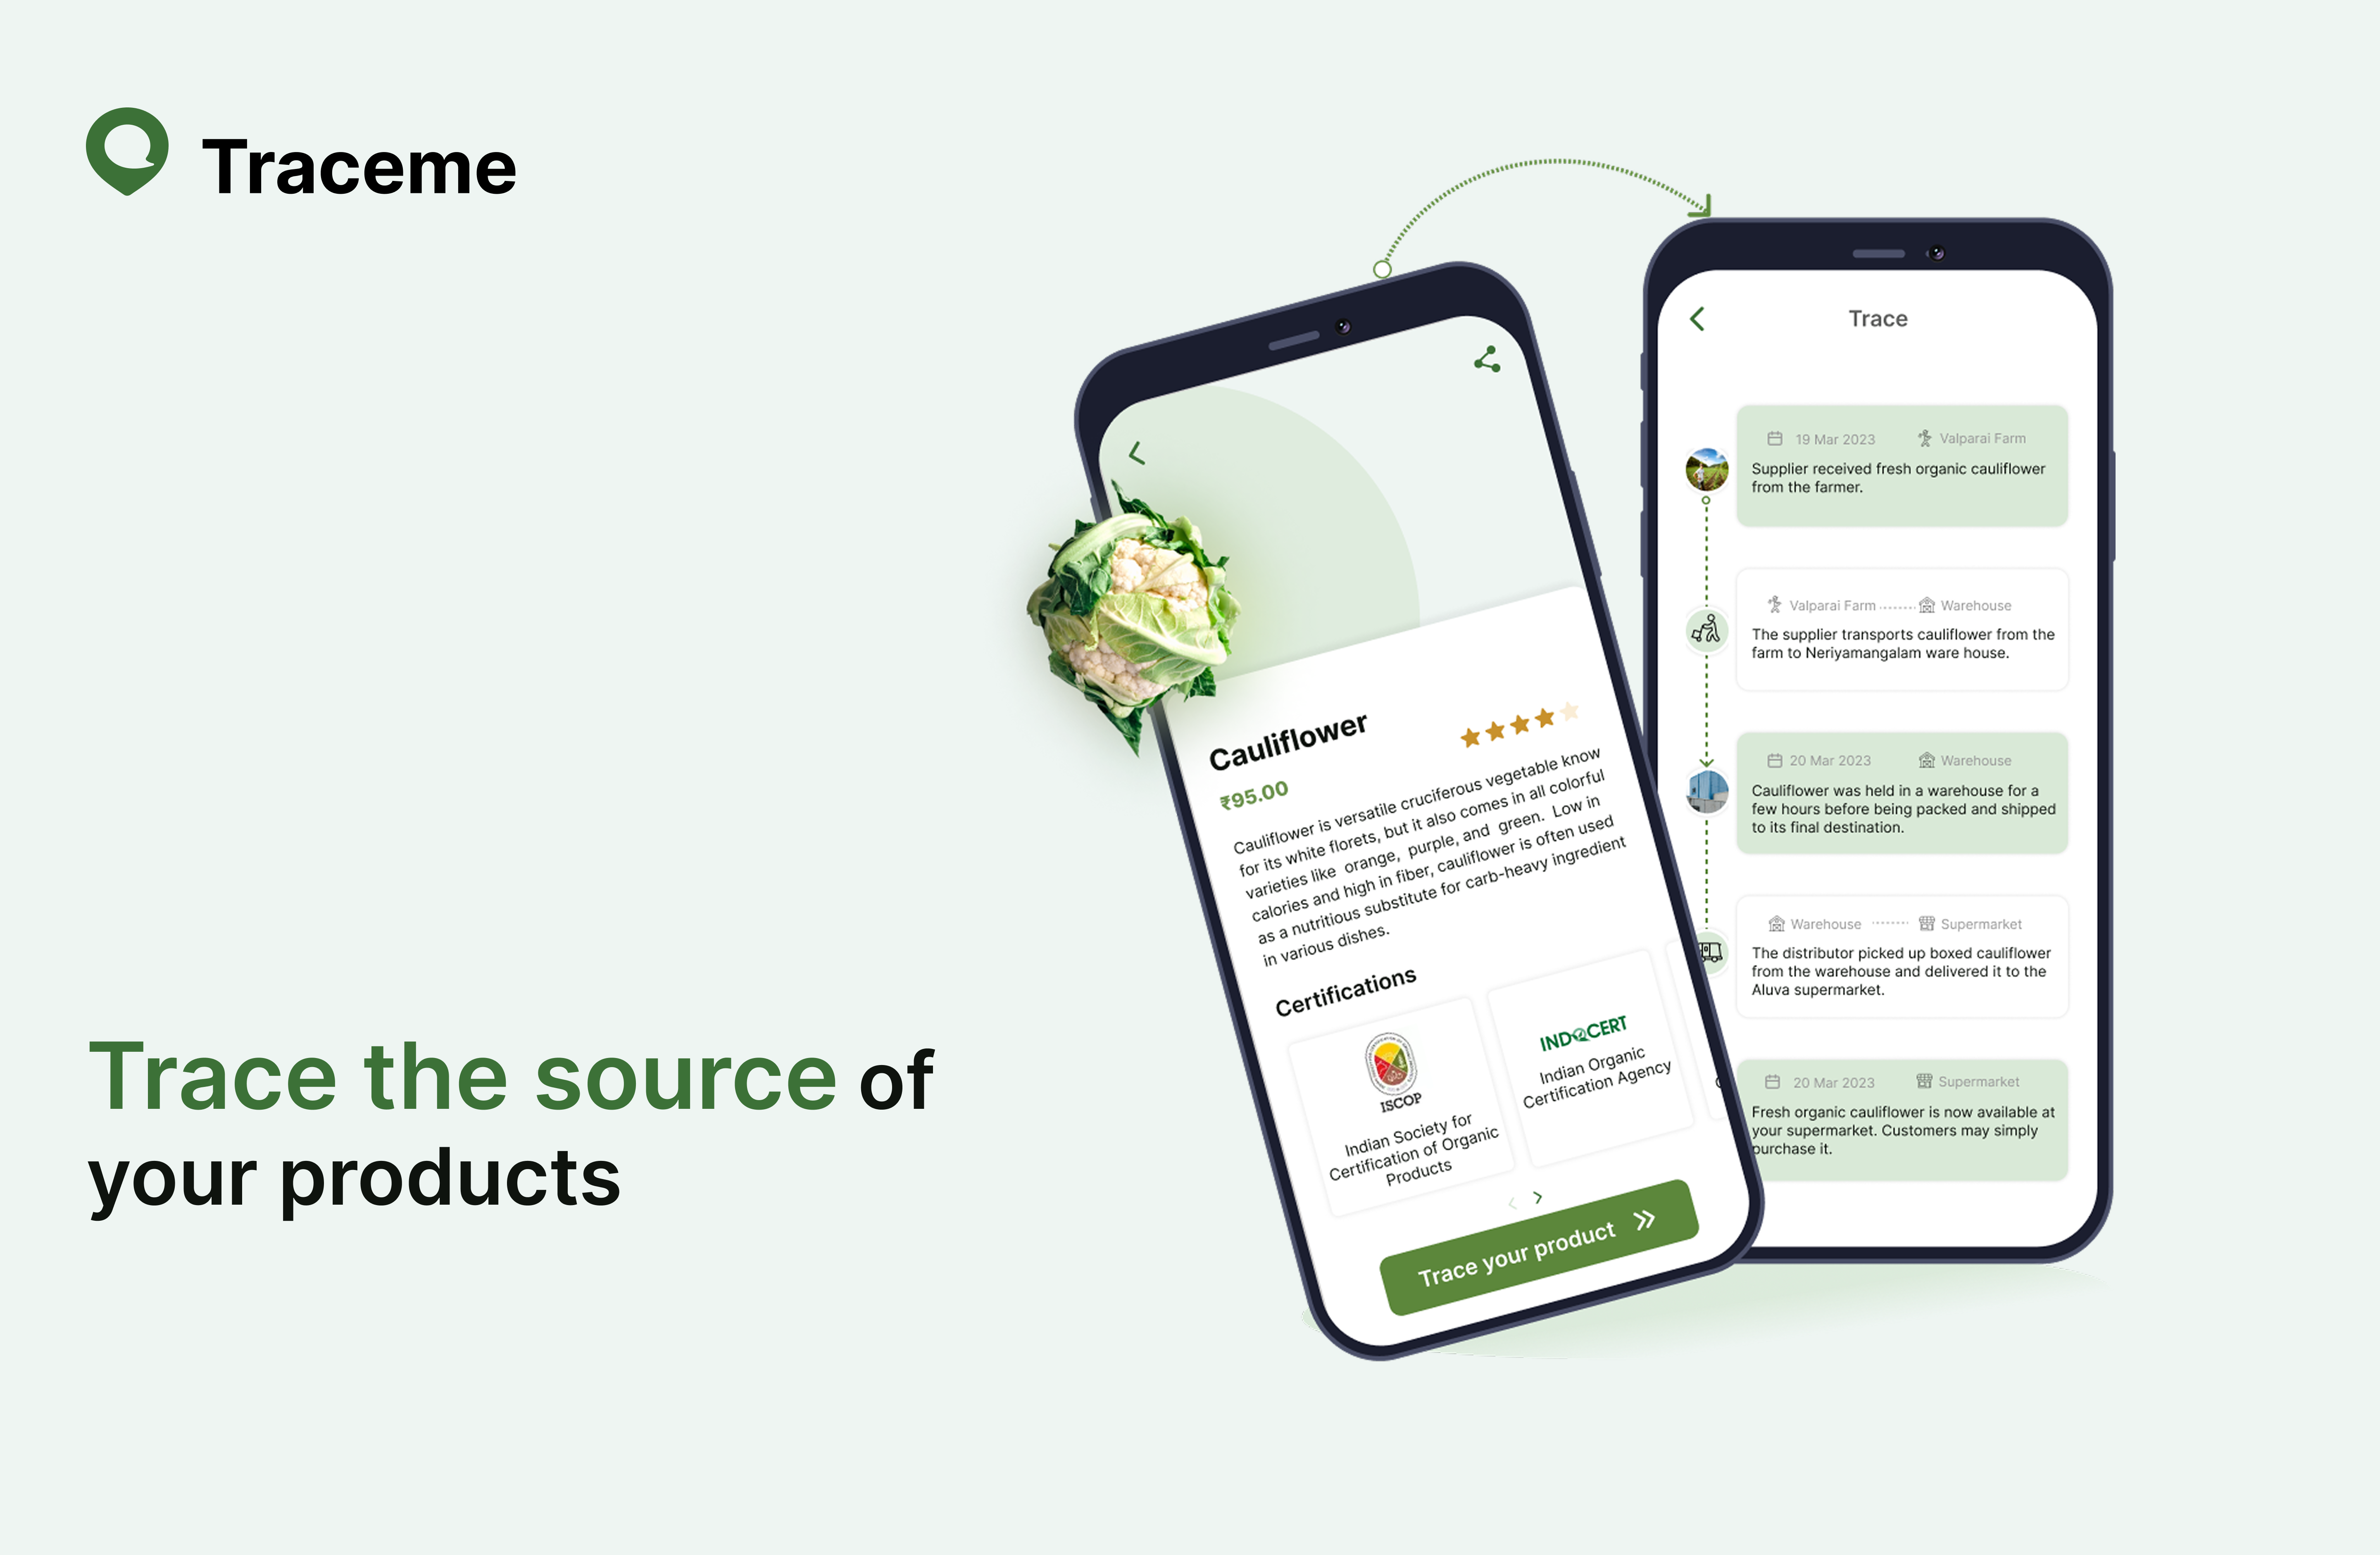 Traceme
Trace the source of
your products
Cauliflower
₹95.00
Cauliflower is versatile cruciferous vegetable know
for its white florets, but it also comes in all colorful
varieties like orange, purple, and green. Low in
calories and high in fiber, cauliflower is often used
as a nutritious substitute for carb-heavy ingredient
in various dishes.
Certifications
ISCOP
Indian Society for
Certification of Organic
Products
INDOCERT
Indian Organic
Certification Agency
Trace your product
Trace
19 Mar 2023 Valparai Farm
Supplier received fresh organic cauliflower
from the farmer.
Valparai Farm Warehouse
The supplier transports cauliflower from the
farm to Neriyamangalam ware house.
20 Mar 2023 Warehouse
Cauliflower was held in a warehouse for a
few hours before being packed and shipped
to its final destination.
Warehouse Supermarket
The distributor picked up boxed cauliflower
from the warehouse and delivered it to the
Aluva supermarket.
20 Mar 2023 Supermarket
Fresh organic cauliflower is now available at
your supermarket. Customers may simply
purchase it.